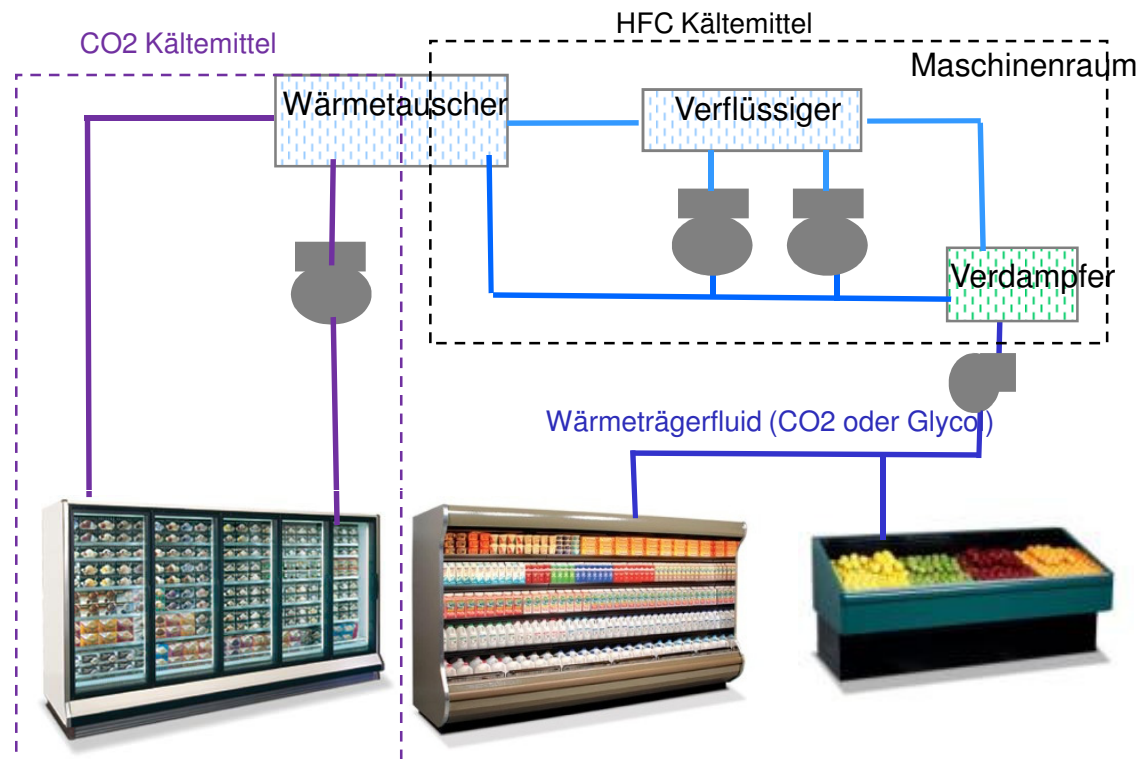 HFC Kältemittel
CO2 Kältemittel
Maschinenraum
Wärmetauscher
Verflüssiger
Verdampfer
Wärmeträgerfluid (CO2 oder Glycol)